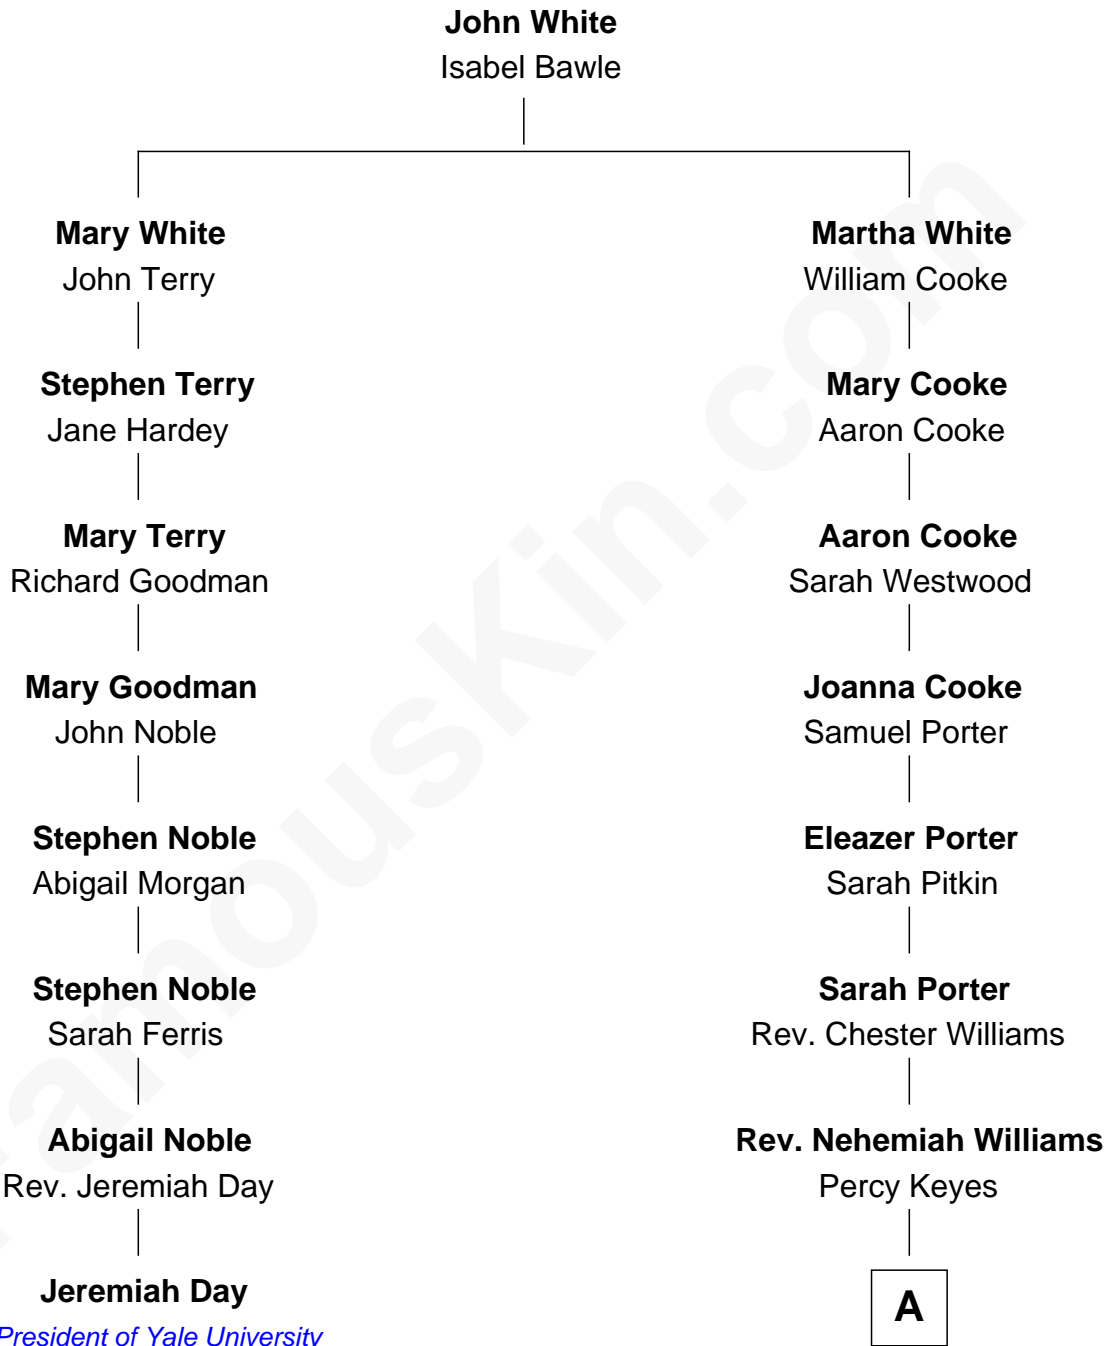 John White
Isabel Bawle
Mary White
John Terry
Martha White
William Cooke
Stephen Terry
Jane Hardey
Mary Cooke
Aaron Cooke
Mary Terry
Richard Goodman
Aaron Cooke
Sarah Westwood
Mary Goodman
John Noble
Joanna Cooke
Samuel Porter
Stephen Noble
Abigail Morgan
Eleazer Porter
Sarah Pitkin
Stephen Noble
Sarah Ferris
Sarah Porter
Rev. Chester Williams
Abigail Noble
Rev. Jeremiah Day
Rev. Nehemiah Williams
Percy Keyes
Jeremiah Day
President of Yale University
A
famouskin.com